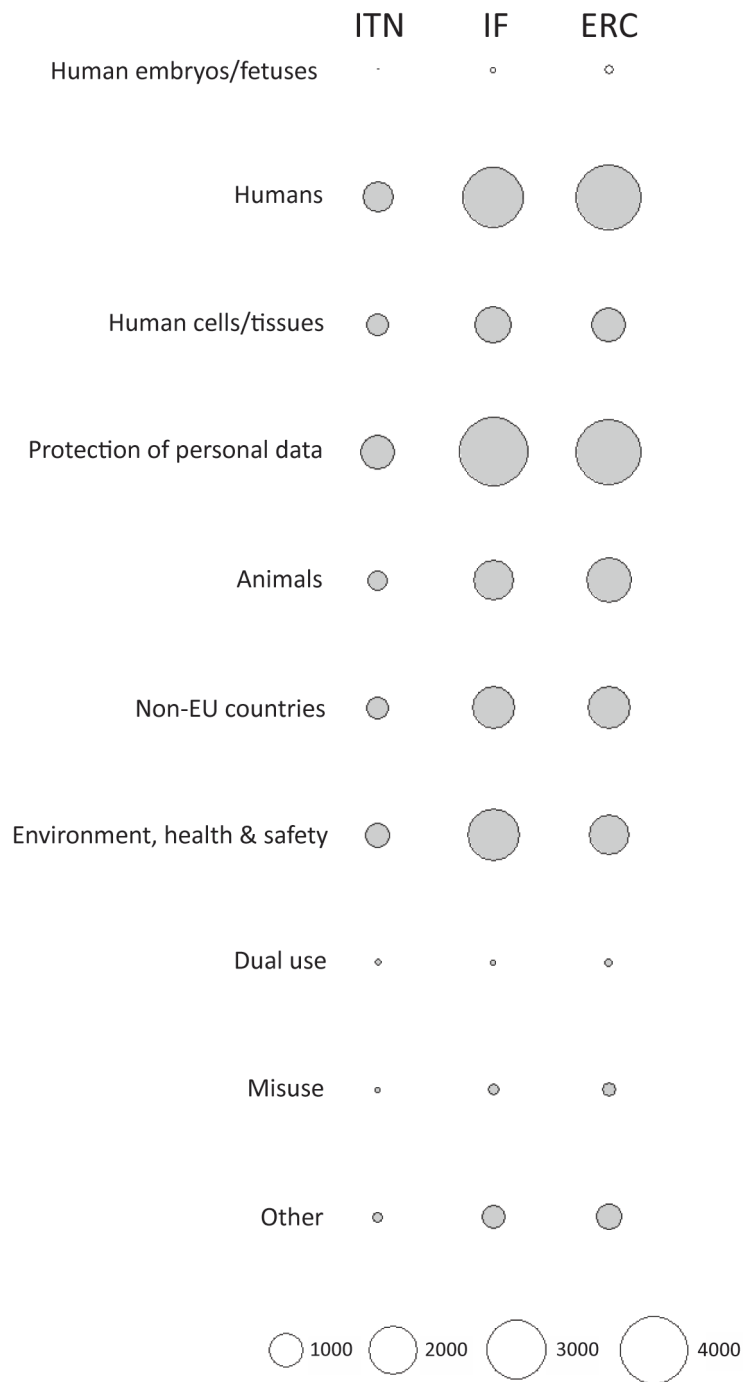 ITN IF ERC
Human embryos/fetuses
Humans
Human cells/tissues
Protection of personal data
Animals
Non-EU countries
Environment, health & safety
Dual use
Misuse
Other
1000 2000 3000 4000